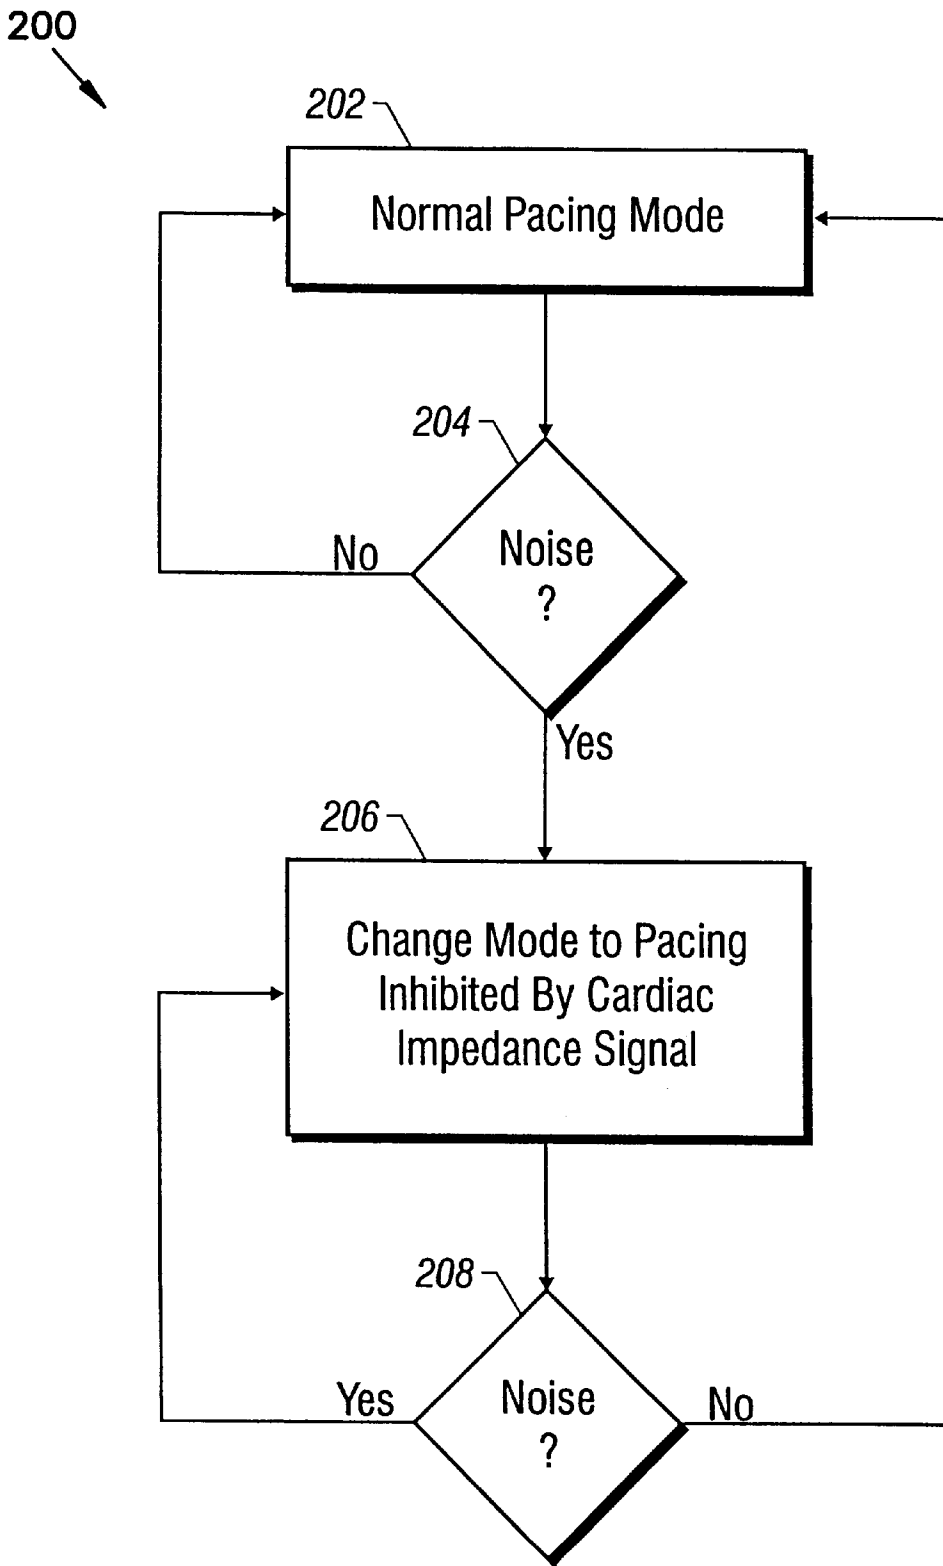 200
202
Normal Pacing Mode
204
Noise
?
No
Yes
206
Change Mode to Pacing
Inhibited By Cardiac
Impedance Signal
208
Noise
?
Yes
No